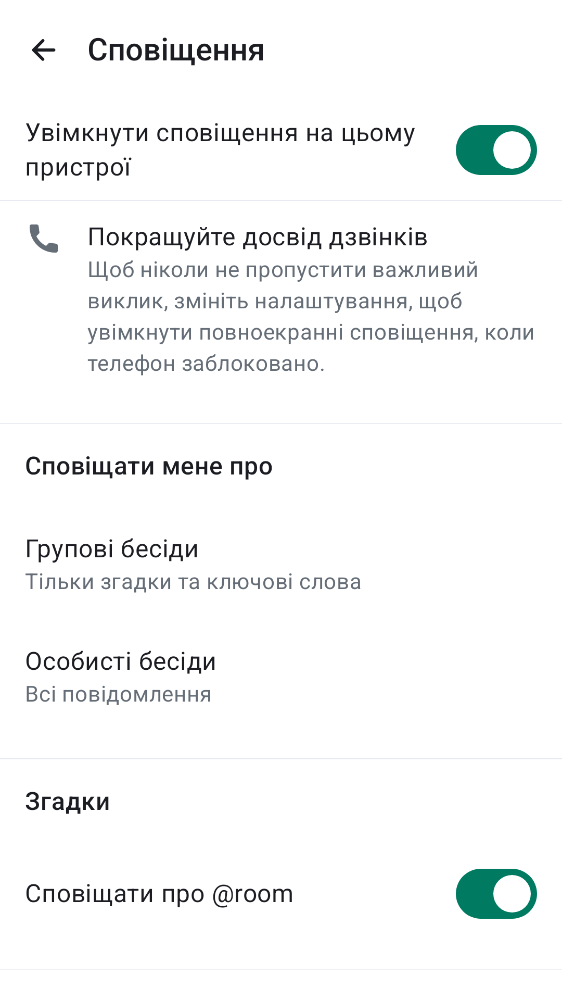 Сповіщення
Увімкнути сповіщення на цьому
пристрої
Покращуйте досвід дзвінків
Щоб ніколи не пропустити важливий
виклик, змініть налаштування, щоб
увімкнути повноекранні сповіщення, коли
телефон заблоковано.
Сповіщати мене про
Групові бесіди
Тільки згадки та ключові слова
Особисті бесіди
Всі повідомлення
Згадки
Сповіщати про @room